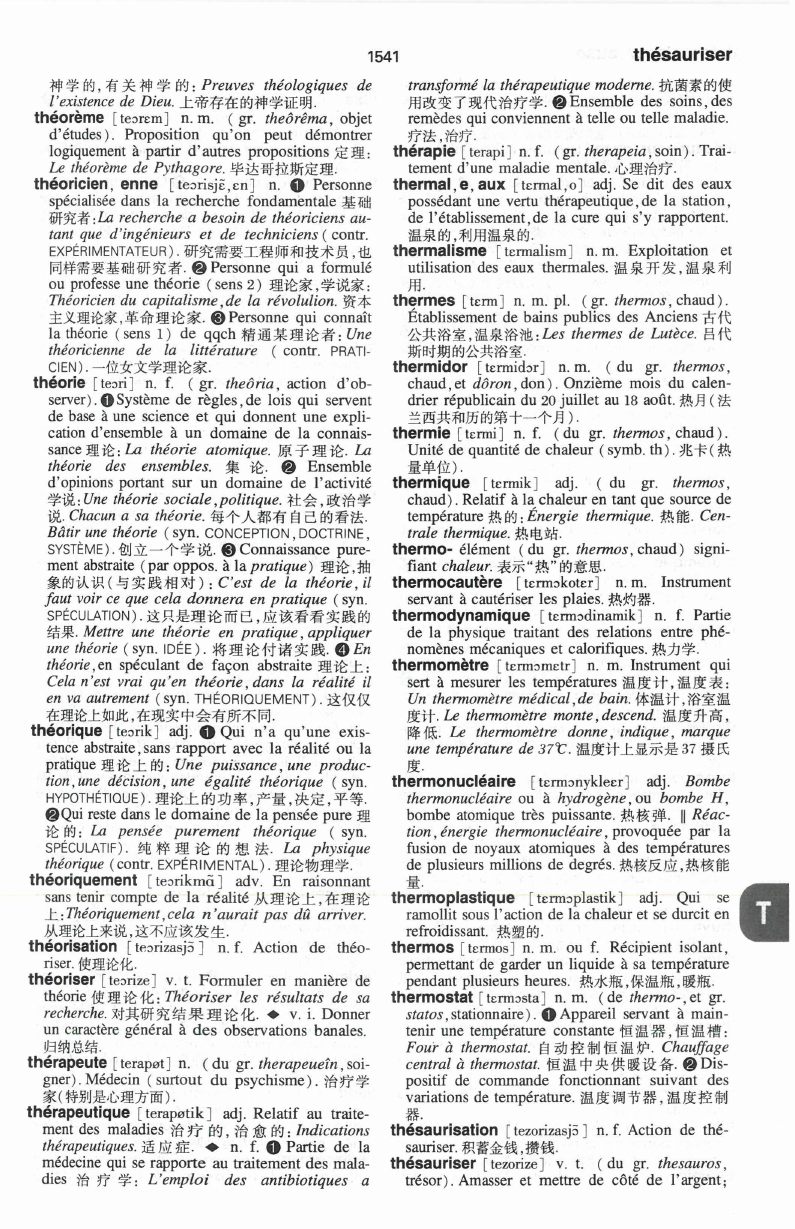 1541
thésauriser
神学的,有关神学的: Preuves théologiques de
l'existence de Dieu. 上帝存在的神学证明.
théorème [teɔrɛm] n. m. ( gr. theôrêma, objet
d'études). Proposition qu'on peut démontrer
logiquement à partir d'autres propositions 定理:
Le théorème de Pythagore. 毕达哥拉斯定理.
théoricien, enne [teɔrisjɛ̃,ɛn] n. ❶ Personne
spécialisée dans la recherche fondamentale 基础
研究者:La recherche a besoin de théoriciens au-
tant que d'ingénieurs et de techniciens ( contr.
EXPÉRIMENTATEUR). 研究需要工程师和技术员,也
同样需要基础研究者. ❷ Personne qui a formulé
ou professe une théorie ( sens 2) 理论家,学说家:
Théoricien du capitalisme,de la révolulion. 资本
主义理论家,革命理论家. ❸ Personne qui connaît
la théorie ( sens 1) de qqch 精通某理论者: Une
théoricienne de la littérature ( contr. PRATI-
CIEN). 一位女文学理论家.
théorie [teɔri] n. f. ( gr. theôria, action d'ob-
server). ❶ Système de règles,de lois qui servent
de base à une science et qui donnent une expli-
cation d'ensemble à un domaine de la connais-
sance 理论: La théorie atomique. 原子理论. La
théorie des ensembles. 集 论. ❷ Ensemble
d'opinions portant sur un domaine de l'activité
学说:Une théorie sociale,politique. 社会,政治学
说. Chacun a sa théorie. 每个人都有自己的看法.
Bâtir une théorie ( syn. CONCEPTION,DOCTRINE,
SYSTÈME). 创立一个学说. ❸ Connaissance pure-
ment abstraite ( par oppos. à la pratique) 理论,抽
象的认识(与实践相对): C'est de la théorie, il
faut voir ce que cela donnera en pratique ( syn.
SPÉCULATION). 这只是理论而已,应该看看实践的
结果. Mettre une théorie en pratique, appliquer
une théorie ( syn. IDÉE). 将理论付诸实践. ❹ En
théorie,en spéculant de façon abstraite 理论上:
Cela n'est vrai qu'en théorie, dans la réalité il
en va autrement ( syn. THÉORIQUEMENT). 这仅仅
在理论上如此,在现实中会有所不同.
théorique [teɔrik] adj. ❶ Qui n'a qu'une exis-
tence abstraite,sans rapport avec la réalité ou la
pratique 理论上的: Une puissance, une produc-
tion,une décision, une égalité théorique ( syn.
HYPOTHÉTIQUE). 理论上的功率,产量,决定,平等.
❷ Qui reste dans le domaine de la pensée pure 理
论的: La pensée purement théorique ( syn.
SPÉCULATIF). 纯粹理论的想法. La physique
théorique (contr. EXPÉRIMENTAL). 理论物理学.
théoriquement [teɔrikmɑ̃] adv. En raisonnant
sans tenir compte de la réalité 从理论上,在理论
上:Théoriquement,cela n'aurait pas dû arriver.
从理论上来说,这不应该发生.
théorisation [teɔrizasjɔ̃] n. f. Action de théo-
riser. 使理论化.
théoriser [teɔrize] v. t. Formuler en manière de
théorie 使理论化: Théoriser les résultats de sa
recherche. 对其研究结果理论化. ◆ v. i. Donner
un caractère général à des observations banales.
归纳总结.
thérapeute [terapøt] n. ( du gr. therapeueîn, soi-
gner). Médecin ( surtout du psychisme). 治疗学
家(特别是心理方面).
thérapeutique [terapøtik] adj. Relatif au traite-
ment des maladies 治疗的,治愈的: Indications
thérapeutiques. 适应症. ◆ n. f. ❶ Partie de la
médecine qui se rapporte au traitement des mala-
dies 治疗学: L'emploi des antibiotiques a
transformé la thérapeutique moderne. 抗菌素的使
用改变了现代治疗学. ❷ Ensemble des soins,des
remèdes qui conviennent à telle ou telle maladie.
疗法,治疗.
thérapie [terapi] n. f. ( gr. therapeia, soin). Trai-
tement d'une maladie mentale. 心理治疗.
thermal,e,aux [tɛrmal,o] adj. Se dit des eaux
possédant une vertu thérapeutique,de la station,
de l'établissement,de la cure qui s'y rapportent.
温泉的,利用温泉的.
thermalisme [tɛrmalism] n. m. Exploitation et
utilisation des eaux thermales. 温泉开发,温泉利
用.
thermes [tɛrm] n. m. pl. ( gr. thermos, chaud).
Établissement de bains publics des Anciens 古代
公共浴室,温泉浴池:Les thermes de Lutèce. 吕代
斯时期的公共浴室.
thermidor [tɛrmidɔr] n. m. ( du gr. thermos,
chaud,et dôron, don). Onzième mois du calen-
drier républicain du 20 juillet au 18 août. 热月(法
兰西共和历的第十一个月).
thermie [tɛrmi] n. f. ( du gr. thermos, chaud).
Unité de quantité de chaleur ( symb. th). 兆卡(热
量单位).
thermique [tɛrmik] adj. ( du gr. thermos,
chaud). Relatif à la chaleur en tant que source de
température 热的: Énergie thermique. 热能. Cen-
trale thermique. 热电站.
thermo- élément ( du gr. thermos, chaud) signi-
fiant chaleur. 表示“热”的意思.
thermocautère [tɛrmɔkotɛr] n. m. Instrument
servant à cautériser les plaies. 热灼器.
thermodynamique [tɛrmɔdinamik] n. f. Partie
de la physique traitant des relations entre phé-
nomènes mécaniques et calorifiques. 热力学.
thermomètre [tɛrmɔmɛtr] n. m. Instrument qui
sert à mesurer les températures 温度计,温度表:
Un thermomètre médical,de bain. 体温计,浴室温
度计. Le thermomètre monte,descend. 温度升高,
降低. Le thermomètre donne, indique, marque
une température de 37℃. 温度计上显示是 37 摄氏
度.
thermonucléaire [tɛrmɔnykleɛr] adj. Bombe
thermonucléaire ou à hydrogène,ou bombe H,
bombe atomique très puissante. 热核弹. ‖ Réac-
tion, énergie thermonucléaire, provoquée par la
fusion de noyaux atomiques à des températures
de plusieurs millions de degrés. 热核反应,热核能
量.
thermoplastique [tɛrmɔplastik] adj. Qui se
ramollit sous l'action de la chaleur et se durcit en
refroidissant. 热塑的.
thermos [tɛrmos] n. m. ou f. Récipient isolant,
permettant de garder un liquide à sa température
pendant plusieurs heures. 热水瓶,保温瓶,暖瓶.
thermostat [tɛrmɔsta] n. m. ( de thermo-, et gr.
statos,stationnaire). ❶ Appareil servant à main-
tenir une température constante 恒温器,恒温槽:
Four à thermostat. 自动控制恒温炉. Chauffage
central à thermostat. 恒温中央供暖设备. ❷ Dis-
positif de commande fonctionnant suivant des
variations de température. 温度调节器,温度控制
器.
thésaurisation [tezorizasjɔ̃] n. f. Action de thé-
sauriser. 积蓄金钱,攒钱.
thésauriser [tezorize] v. t. ( du gr. thesauros,
trésor). Amasser et mettre de côté de l'argent;
T